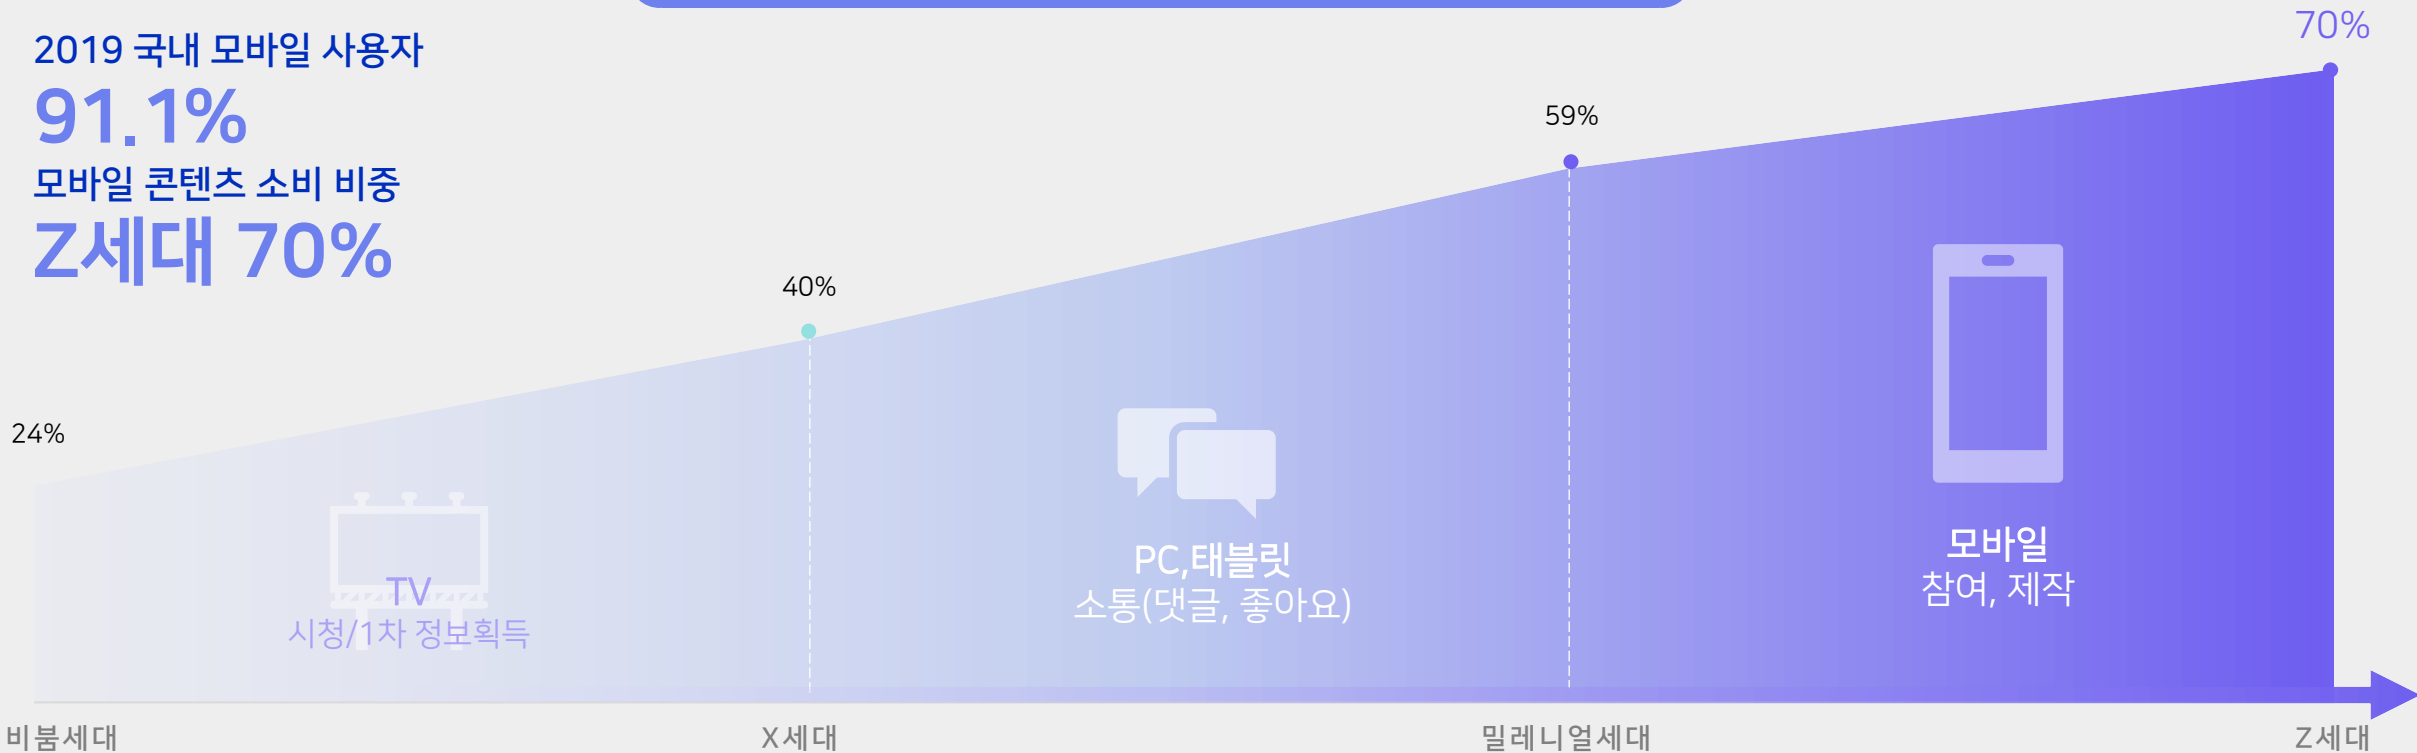 2019 국내 모바일 사용자
91.1%
모바일 콘텐츠 소비 비중
Z세대 70%
24%
40%
59%
70%
TV
시청/1차 정보획득
PC,태블릿
소통(댓글, 좋아요)
모바일
참여, 제작
비붐세대
X세대
밀레니얼세대
Z세대